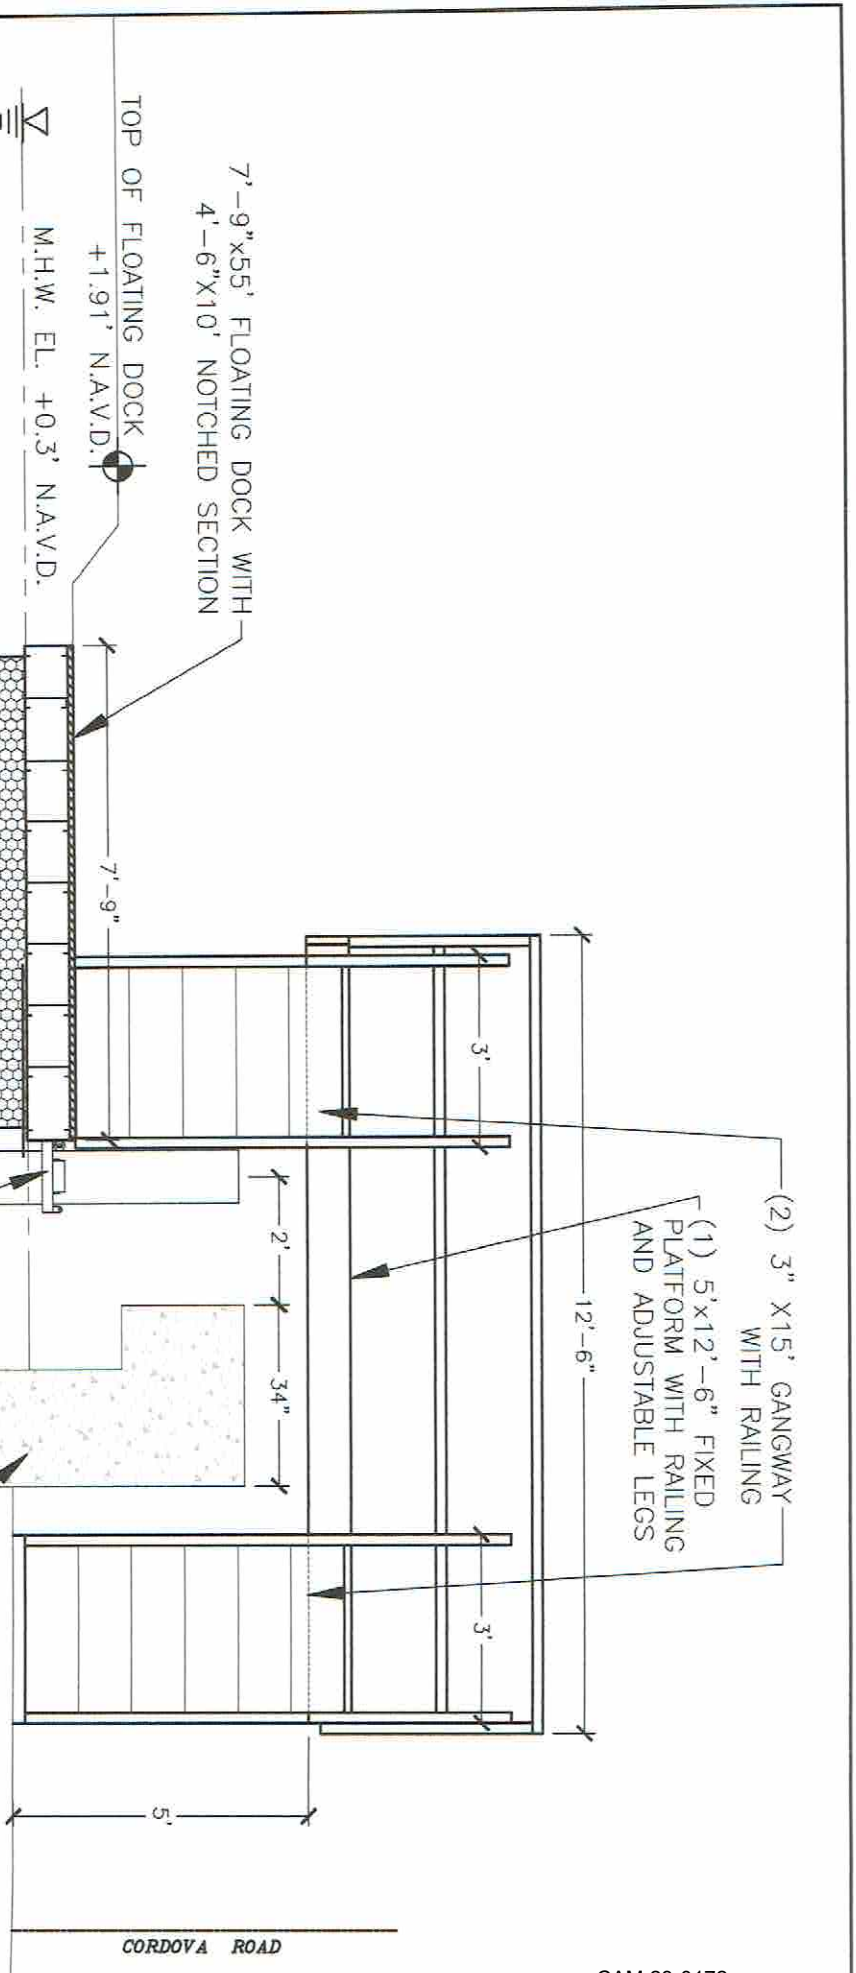 TOP OF FLOATING DOCK
+1.91' N.A.V.D.
M.H.W. EL. +0.3' N.A.V.D.
7'-9"x55' FLOATING DOCK WITH
4'-6"X10' NOTCHED SECTION
7'-9"
3'
2'
34"
12'-6"
(2) 3" X15' GANGWAY
WITH RAILING
(1) 5'x12'-6" FIXED
PLATFORM WITH RAILING
AND ADJUSTABLE LEGS
3'
5'
CORDOVA ROAD